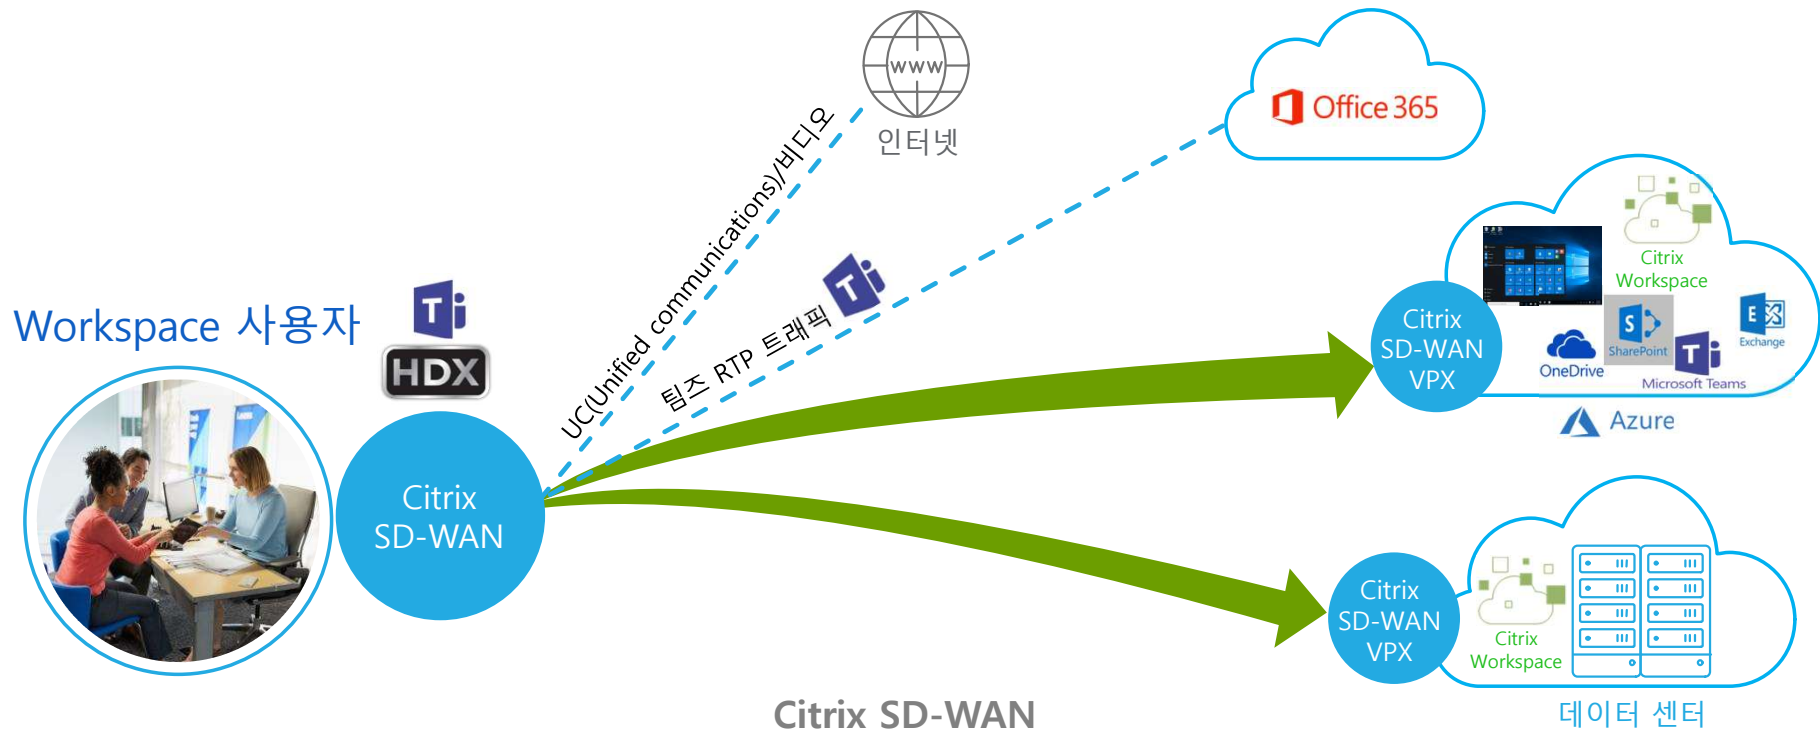 WWW
인터넷
Office 365
UC(Unified communications)/비디오
팀즈 RTP 트래픽
T
Workspace 사용자
T
HDX
Citrix
SD-WAN
Citrix
SD-WAN
VPX
Citrix
Workspace
OneDrive
S
SharePoint
T
Microsoft Teams
E
Exchange
Azure
Citrix
SD-WAN
VPX
Citrix
Workspace
데이터 센터
Citrix SD-WAN